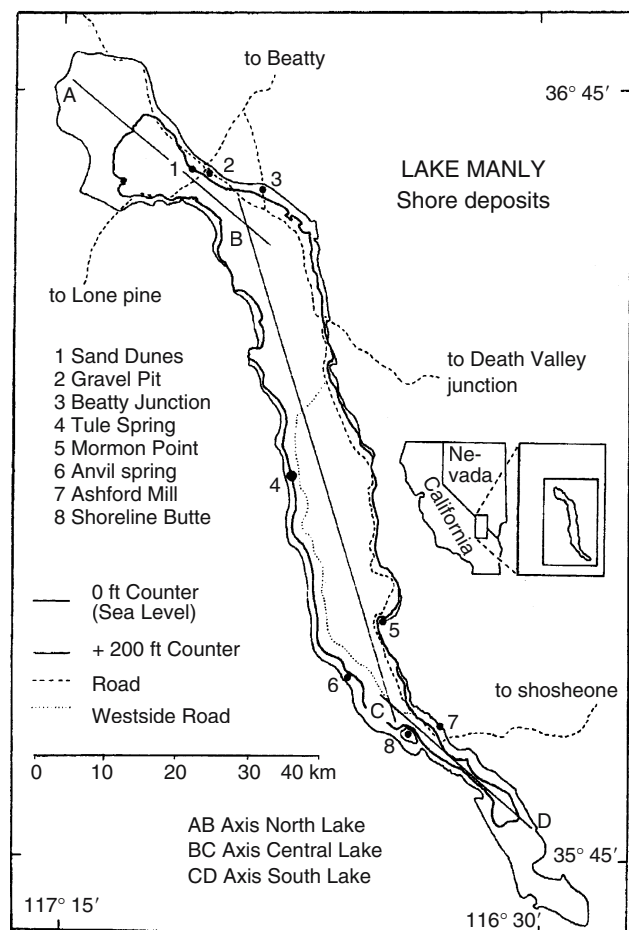 to Beatty
36° 45′
A
1
2
3
LAKE MANLY
Shore deposits
B
to Lone pine
to Death Valley
junction
1 Sand Dunes
2 Gravel Pit
3 Beatty Junction
4 Tule Spring
5 Mormon Point
6 Anvil spring
7 Ashford Mill
8 Shoreline Butte
4
Ne-
vada
California
0 ft Counter
(Sea Level)
+ 200 ft Counter
Road
Westside Road
5
6
to shosheone
C
7
8
0 10 20 30 40 km
D
AB Axis North Lake
BC Axis Central Lake
CD Axis South Lake
35° 45′
117° 15′
116° 30′